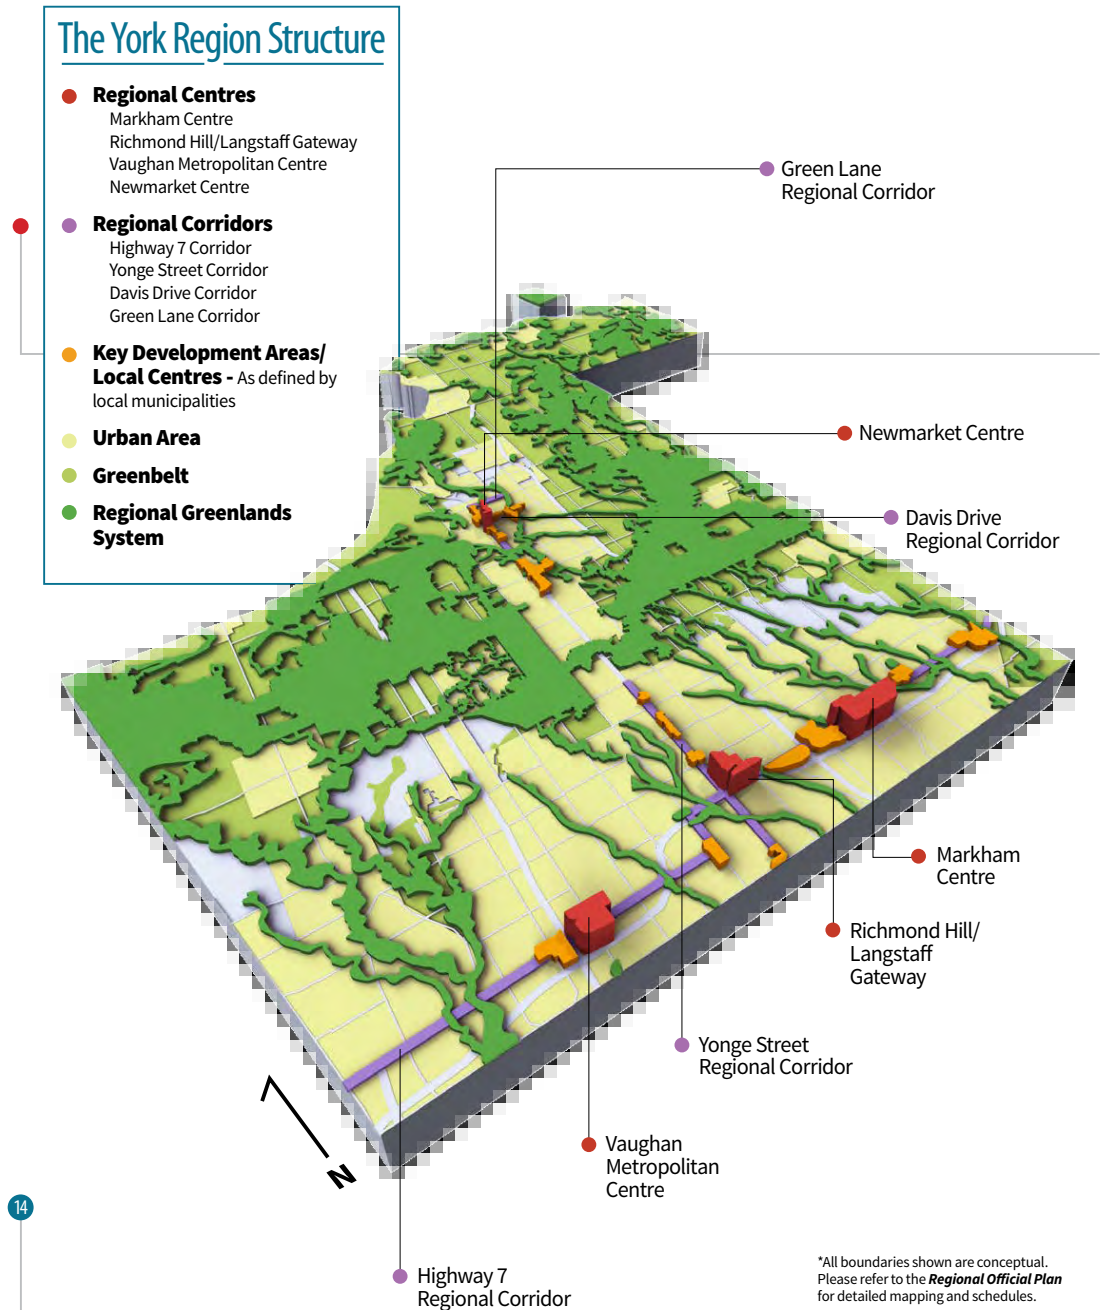 The York Region Structure
Regional Centres
Markham Centre
Richmond Hill/Langstaff Gateway
Vaughan Metropolitan Centre
Newmarket Centre
Regional Corridors
Highway 7 Corridor
Yonge Street Corridor
Davis Drive Corridor
Green Lane Corridor
Key Development Areas/
Local Centres - As defined by
local municipalities
Urban Area
Greenbelt
Regional Greenlands
System
Green Lane
Regional Corridor
Newmarket Centre
Davis Drive
Regional Corridor
Markham
Centre
Richmond Hill/
Langstaff
Gateway
Yonge Street
Regional Corridor
Vaughan
Metropolitan
Centre
N
14
Highway 7
Regional Corridor
*All boundaries shown are conceptual.
Please refer to the Regional Official Plan
for detailed mapping and schedules.